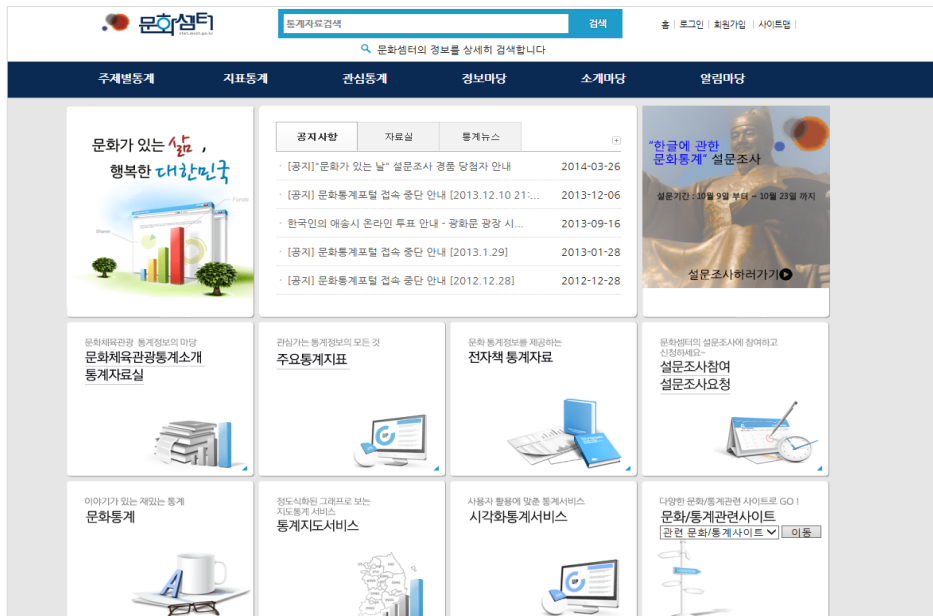 문화셈터
통계자료검색
검색
홈 | 로그인 | 회원가입 | 사이트맵 |
문화셈터의 정보를 상세히 검색합니다
주제별통계 지표통계 관심통계 정보마당 소개마당 알림마당
문화가 있는 삶 ,
행복한 대한민국
Funds
Shares
공지사항 자료실 통계뉴스
· [공지]"문화가 있는 날" 설문조사 경품 당첨자 안내 2014-03-26
· [공지] 문화통계포털 접속 중단 안내 [2013.12.10 21:... 2013-12-06
· 한국인의 애송시 온라인 투표 안내 - 광화문 광장 시... 2013-09-16
· [공지] 문화통계포털 접속 중단 안내 [2013.1.29] 2013-01-28
· [공지] 문화통계포털 접속 중단 안내 [2012.12.28] 2012-12-28
"한글에 관한
문화통계" 설문조사
설문기간 : 10월 9일 부터 ~ 10월 23일 까지
설문조사하러가기
문화체육관광 통계정보의 마당
문화체육관광통계소개
통계자료실
관심가는 통계정보의 모든 것
주요통계지표
문화 통계정보를 제공하는
전자책 통계자료
문화셈터의 설문조사에 참여하고
신청하세요~
설문조사참여
설문조사요청
이야기가 있는 재밌는 통계
문화통계
정도식화된 그래프로 보는
지도통계 서비스
통계지도서비스
사용자 활용에 맞춘 통계서비스
시각화통계서비스
다양한 문화/통계관련 사이트로 GO !
문화/통계관련사이트
관련 문화/통계사이트 이동